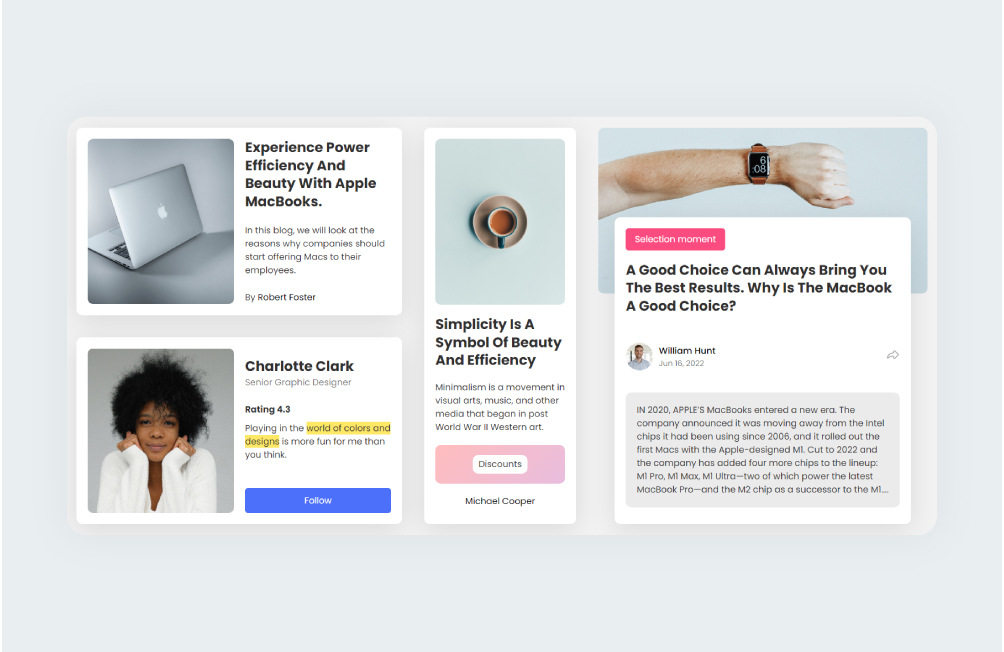 Experience Power
Efficiency And
Beauty With Apple
MacBooks.
In this blog, we will look at the
reasons why companies should
start offering Macs to their
employees.
By Robert Foster
Charlotte Clark
Senior Graphic Designer
Rating 4.3
Playing in the world of colors and
designs is more fun for me than
you think.
Follow
Simplicity Is A
Symbol Of Beauty
And Efficiency
Minimalism is a movement in
visual arts, music, and other
media that began in post
World War II Western art.
Discounts
Michael Cooper
6
:08
Selection moment
A Good Choice Can Always Bring You
The Best Results. Why Is The MacBook
A Good Choice?
William Hunt
Jun 16, 2022
IN 2020, APPLE'S MacBooks entered a new era. The
company announced it was moving away from the Intel
chips it had been using since 2006, and it rolled out the
first Macs with the Apple-designed M1. Cut to 2022 and
the company has added four more chips to the lineup:
M1 Pro, M1 Max, M1 Ultra—two of which power the latest
MacBook Pro—and the M2 chip as a successor to the M1...